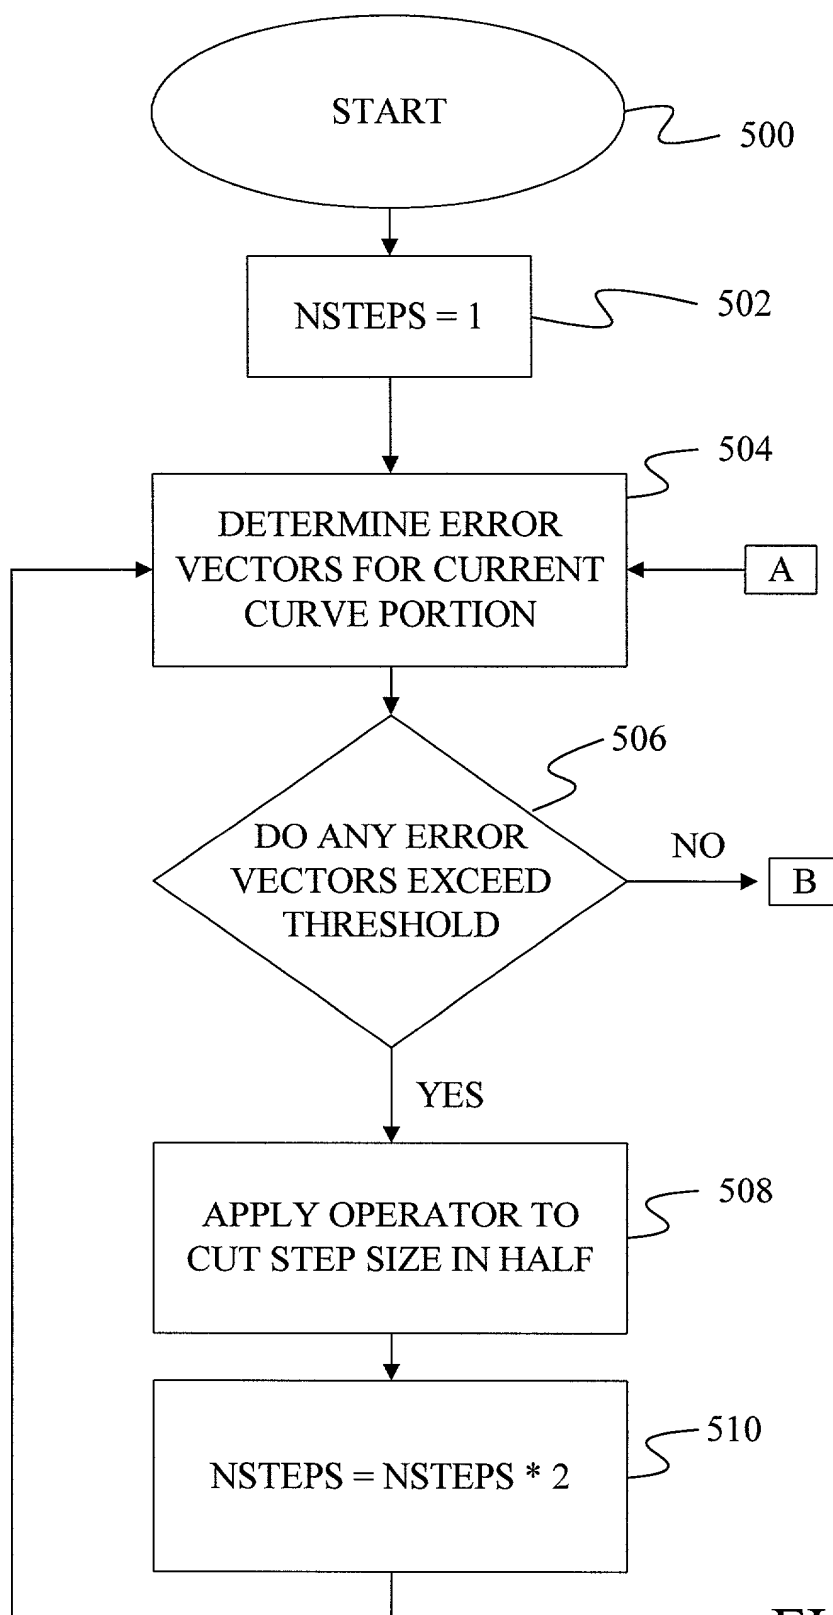 START
500
NSTEPS = 1
502
504
DETERMINE ERROR
VECTORS FOR CURRENT
CURVE PORTION
A
506
DO ANY ERROR
VECTORS EXCEED
THRESHOLD
NO
B
YES
508
APPLY OPERATOR TO
CUT STEP SIZE IN HALF
510
NSTEPS = NSTEPS * 2